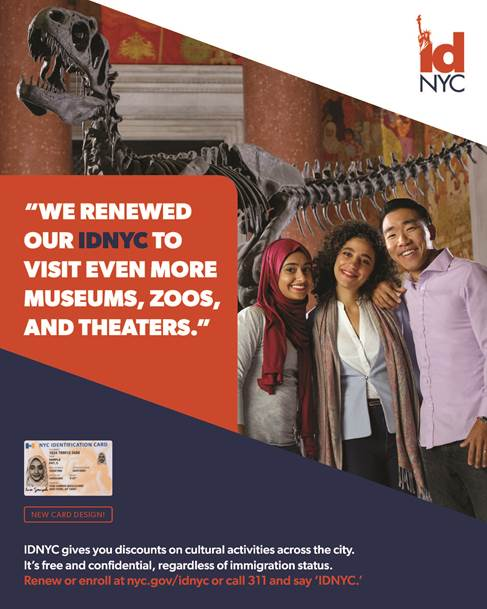 id
NYC
“WE RENEWED
OUR IDNYC TO
VISIT EVEN MORE
MUSEUMS, ZOOS,
AND THEATERS.”
NYC IDENTIFICATION CARD
NEW CARD DESIGN!
IDNYC gives you discounts on cultural activities across the city.
It’s free and confidential, regardless of immigration status.
Renew or enroll at nyc.gov/idnyc or call 311 and say ‘IDNYC.’